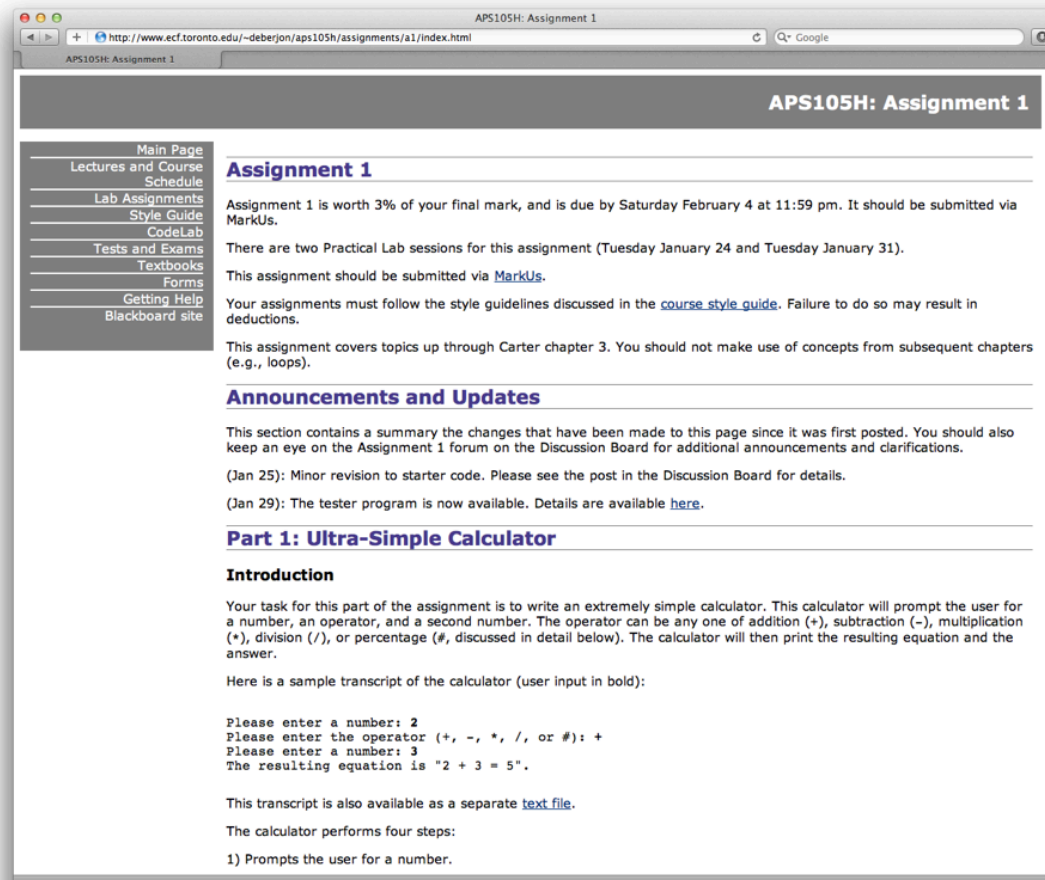 APS105H: Assignment 1
http://www.ecf.toronto.edu/~deberjon/aps105h/assignments/a1/index.html
Google
APS105H: Assignment 1
APS105H: Assignment 1
Main Page
Lectures and Course
Schedule
Lab Assignments
Style Guide
CodeLab
Tests and Exams
Textbooks
Forms
Getting Help
Blackboard site
Assignment 1
Assignment 1 is worth 3% of your final mark, and is due by Saturday February 4 at 11:59 pm. It should be submitted via
MarkUs.
There are two Practical Lab sessions for this assignment (Tuesday January 24 and Tuesday January 31).
This assignment should be submitted via MarkUs.
Your assignments must follow the style guidelines discussed in the course style guide. Failure to do so may result in
deductions.
This assignment covers topics up through Carter chapter 3. You should not make use of concepts from subsequent chapters
(e.g., loops).
Announcements and Updates
This section contains a summary the changes that have been made to this page since it was first posted. You should also
keep an eye on the Assignment 1 forum on the Discussion Board for additional announcements and clarifications.
(Jan 25): Minor revision to starter code. Please see the post in the Discussion Board for details.
(Jan 29): The tester program is now available. Details are available here.
Part 1: Ultra-Simple Calculator
Introduction
Your task for this part of the assignment is to write an extremely simple calculator. This calculator will prompt the user for
a number, an operator, and a second number. The operator can be any one of addition (+), subtraction (-), multiplication
(*), division (/), or percentage (#, discussed in detail below). The calculator will then print the resulting equation and the
answer.
Here is a sample transcript of the calculator (user input in bold):
Please enter a number: 2
Please enter the operator (+, -, *, /, or #): +
Please enter a number: 3
The resulting equation is "2 + 3 = 5".
This transcript is also available as a separate text file.
The calculator performs four steps:
1) Prompts the user for a number.